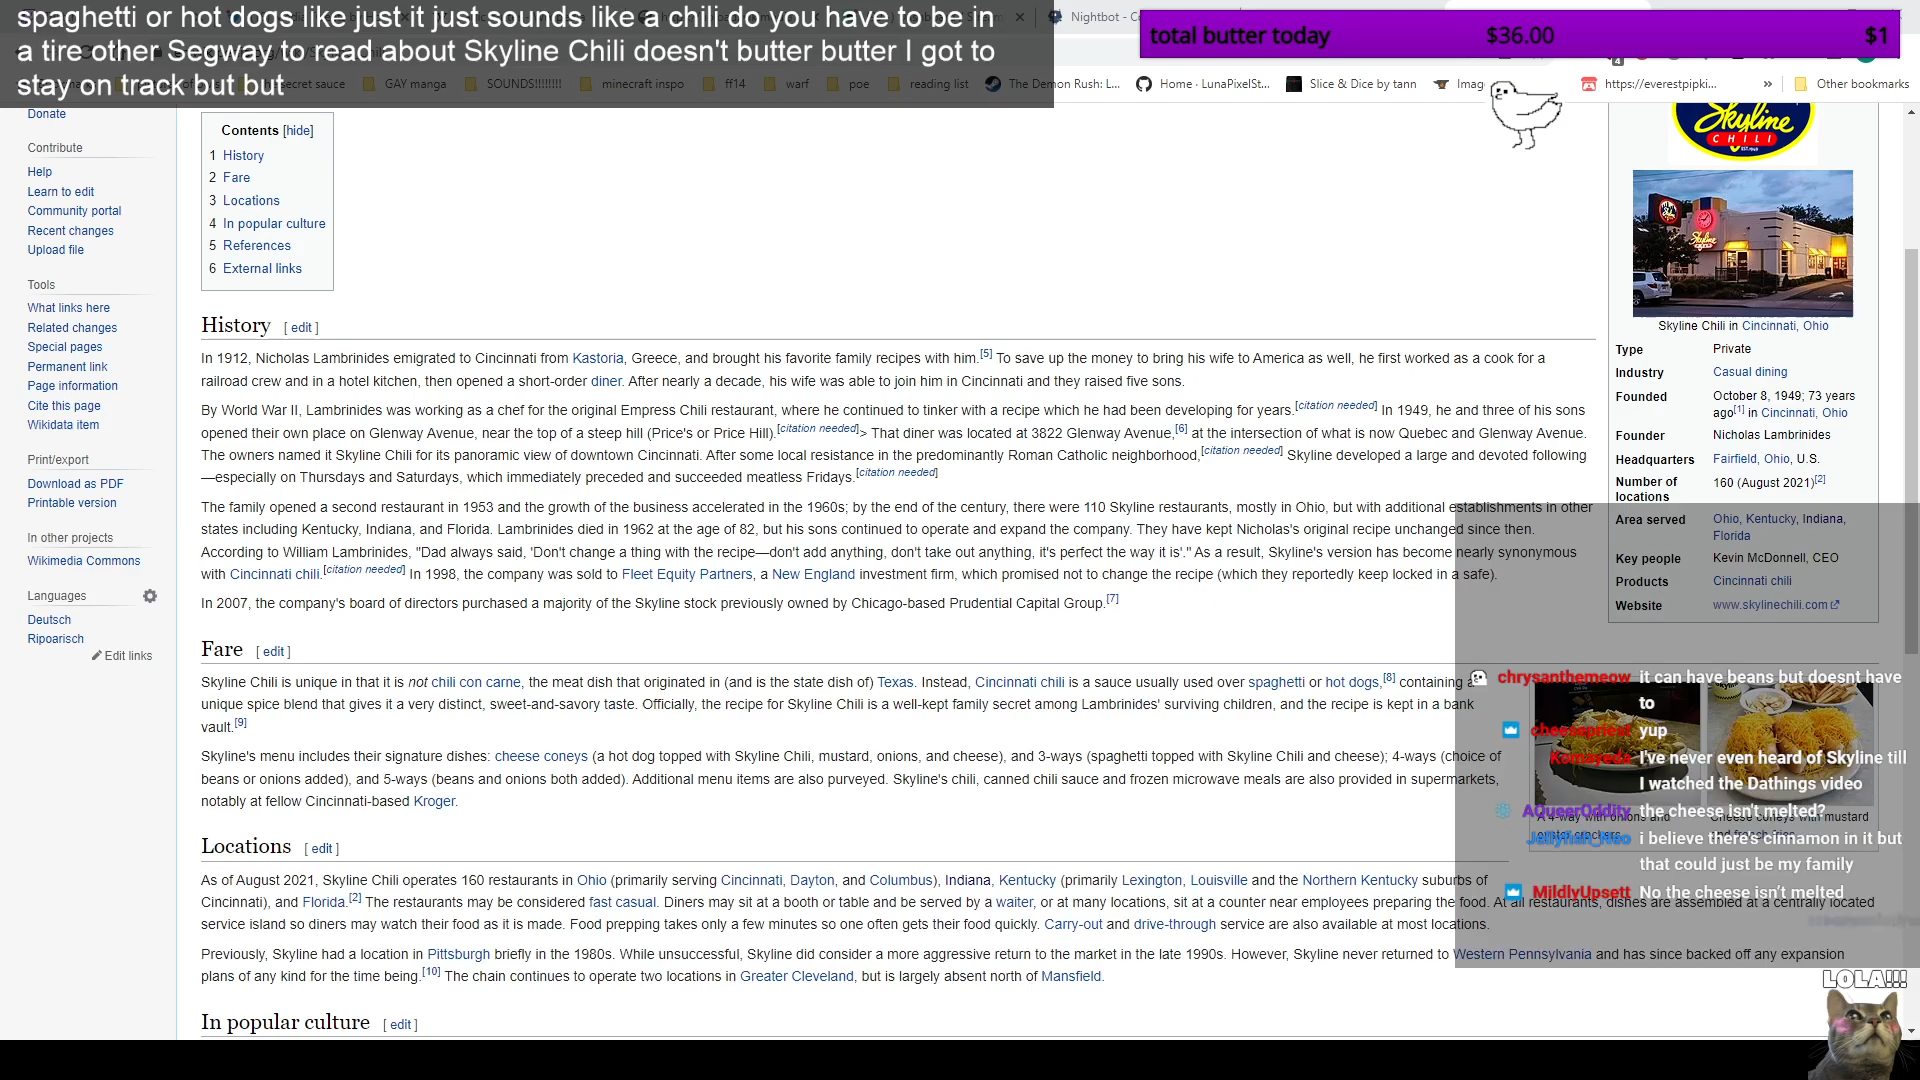 spaghetti or hot dogs like just it just sounds like a chili do you have to be in
a tire other Segway to read about Skyline Chili doesn't butter butter I got to
stay on track but but
total butter today $36.00 $1
Nightbot - C
secret sauce GAY manga SOUNDS!!!!!!!! minecraft inspo ff14 warf poe reading list The Demon Rush: L... Home · LunaPixelSt... Slice & Dice by tann Imag https://everestpipki... » Other bookmarks
Donate
Contribute
Help
Learn to edit
Community portal
Recent changes
Upload file
Tools
What links here
Related changes
Special pages
Permanent link
Page information
Cite this page
Wikidata item
Print/export
Download as PDF
Printable version
In other projects
Wikimedia Commons
Languages
Deutsch
Ripoarisch
Edit links
Contents [hide]
1 History
2 Fare
3 Locations
4 In popular culture
5 References
6 External links
History [ edit ]
In 1912, Nicholas Lambrinides emigrated to Cincinnati from Kastoria, Greece, and brought his favorite family recipes with him.[5] To save up the money to bring his wife to America as well, he first worked as a cook for a
railroad crew and in a hotel kitchen, then opened a short-order diner. After nearly a decade, his wife was able to join him in Cincinnati and they raised five sons.
By World War II, Lambrinides was working as a chef for the original Empress Chili restaurant, where he continued to tinker with a recipe which he had been developing for years.[citation needed] In 1949, he and three of his sons
opened their own place on Glenway Avenue, near the top of a steep hill (Price's or Price Hill).[citation needed]> That diner was located at 3822 Glenway Avenue,[6] at the intersection of what is now Quebec and Glenway Avenue.
The owners named it Skyline Chili for its panoramic view of downtown Cincinnati. After some local resistance in the predominantly Roman Catholic neighborhood,[citation needed] Skyline developed a large and devoted following
—especially on Thursdays and Saturdays, which immediately preceded and succeeded meatless Fridays.[citation needed]
The family opened a second restaurant in 1953 and the growth of the business accelerated in the 1960s; by the end of the century, there were 110 Skyline restaurants, mostly in Ohio, but with additional establishments in other
states including Kentucky, Indiana, and Florida. Lambrinides died in 1962 at the age of 82, but his sons continued to operate and expand the company. They have kept Nicholas's original recipe unchanged since then.
According to William Lambrinides, "Dad always said, 'Don't change a thing with the recipe—don't add anything, don't take out anything, it's perfect the way it is'." As a result, Skyline's version has become nearly synonymous
with Cincinnati chili.[citation needed] In 1998, the company was sold to Fleet Equity Partners, a New England investment firm, which promised not to change the recipe (which they reportedly keep locked in a safe).
In 2007, the company's board of directors purchased a majority of the Skyline stock previously owned by Chicago-based Prudential Capital Group.[7]
Fare [ edit ]
Skyline Chili is unique in that it is not chili con carne, the meat dish that originated in (and is the state dish of) Texas. Instead, Cincinnati chili is a sauce usually used over spaghetti or hot dogs,[8] containing a
unique spice blend that gives it a very distinct, sweet-and-savory taste. Officially, the recipe for Skyline Chili is a well-kept family secret among Lambrinides' surviving children, and the recipe is kept in a bank
vault.[9]
Skyline's menu includes their signature dishes: cheese coneys (a hot dog topped with Skyline Chili, mustard, onions, and cheese), and 3-ways (spaghetti topped with Skyline Chili and cheese); 4-ways (choice of
beans or onions added), and 5-ways (beans and onions both added). Additional menu items are also purveyed. Skyline's chili, canned chili sauce and frozen microwave meals are also provided in supermarkets,
notably at fellow Cincinnati-based Kroger.
Locations [ edit ]
As of August 2021, Skyline Chili operates 160 restaurants in Ohio (primarily serving Cincinnati, Dayton, and Columbus), Indiana, Kentucky (primarily Lexington, Louisville and the Northern Kentucky suburbs of
Cincinnati), and Florida.[2] The restaurants may be considered fast casual. Diners may sit at a booth or table and be served by a waiter, or at many locations, sit at a counter near employees preparing the food. At all restaurants, dishes are assembled at a centrally located
service island so diners may watch their food as it is made. Food prepping takes only a few minutes so one often gets their food quickly. Carry-out and drive-through service are also available at most locations.
Previously, Skyline had a location in Pittsburgh briefly in the 1980s. While unsuccessful, Skyline did consider a more aggressive return to the market in the late 1990s. However, Skyline never returned to Western Pennsylvania and has since backed off any expansion
plans of any kind for the time being.[10] The chain continues to operate two locations in Greater Cleveland, but is largely absent north of Mansfield.
In popular culture [ edit ]
Skyline
CHILI
Skyline Chili in Cincinnati, Ohio
Type Private
Industry Casual dining
Founded October 8, 1949; 73 years
ago[1] in Cincinnati, Ohio
Founder Nicholas Lambrinides
Headquarters Fairfield, Ohio, U.S.
Number of
locations 160 (August 2021)[2]
Area served Ohio, Kentucky, Indiana,
Florida
Key people Kevin McDonnell, CEO
Products Cincinnati chili
Website www.skylinechili.com
A 4-way with onions and
oyster crackers
Cheese coneys with mustard
and french fries
chrysanthemeow it can have beans but doesnt have
to
cheesepriest yup
Komayeda I've never even heard of Skyline till
I watched the Dathings video
AQueerOddity the cheese isn't melted?
Jellyfish_Neo i believe there's cinnamon in it but
that could just be my family
MildlyUpsett No the cheese isn't melted
LOLA!!!